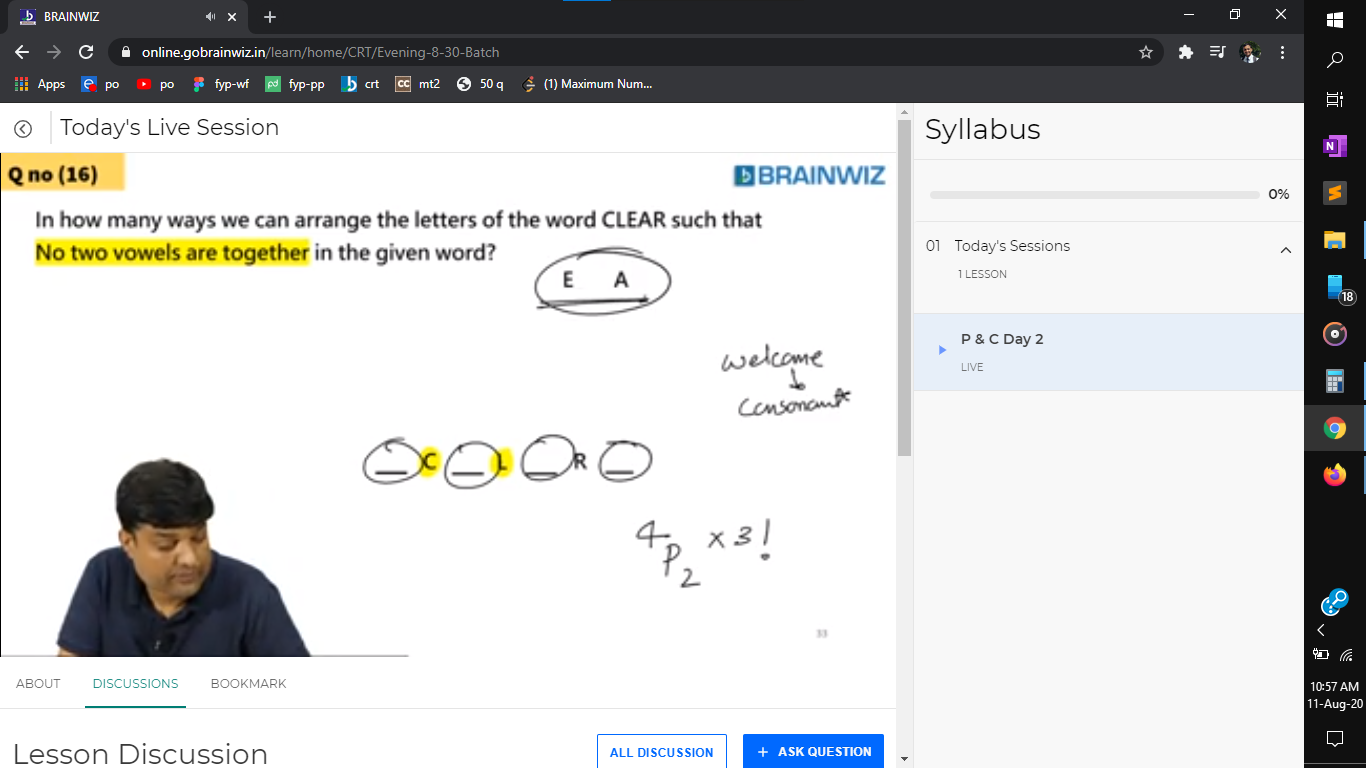 BRAINWIZ
online.gobrainwiz.in/learn/home/CRT/Evening-8-30-Batch
Apps po po fyp-wf fyp-pp crt CC mt2 50 q (1) Maximum Num...
Today's Live Session
Q no (16)
BRAINWIZ
In how many ways we can arrange the letters of the word CLEAR such that
No two vowels are together in the given word?
E A
welcome
Consonant
_ C _ L _ R _
4P2 x 3!
33
ABOUT DISCUSSIONS BOOKMARK
Lesson Discussion
ALL DISCUSSION
+ ASK QUESTION
Syllabus
0%
01 Today's Sessions
1 LESSON
P & C Day 2
LIVE
N
18
10:57 AM
11-Aug-20